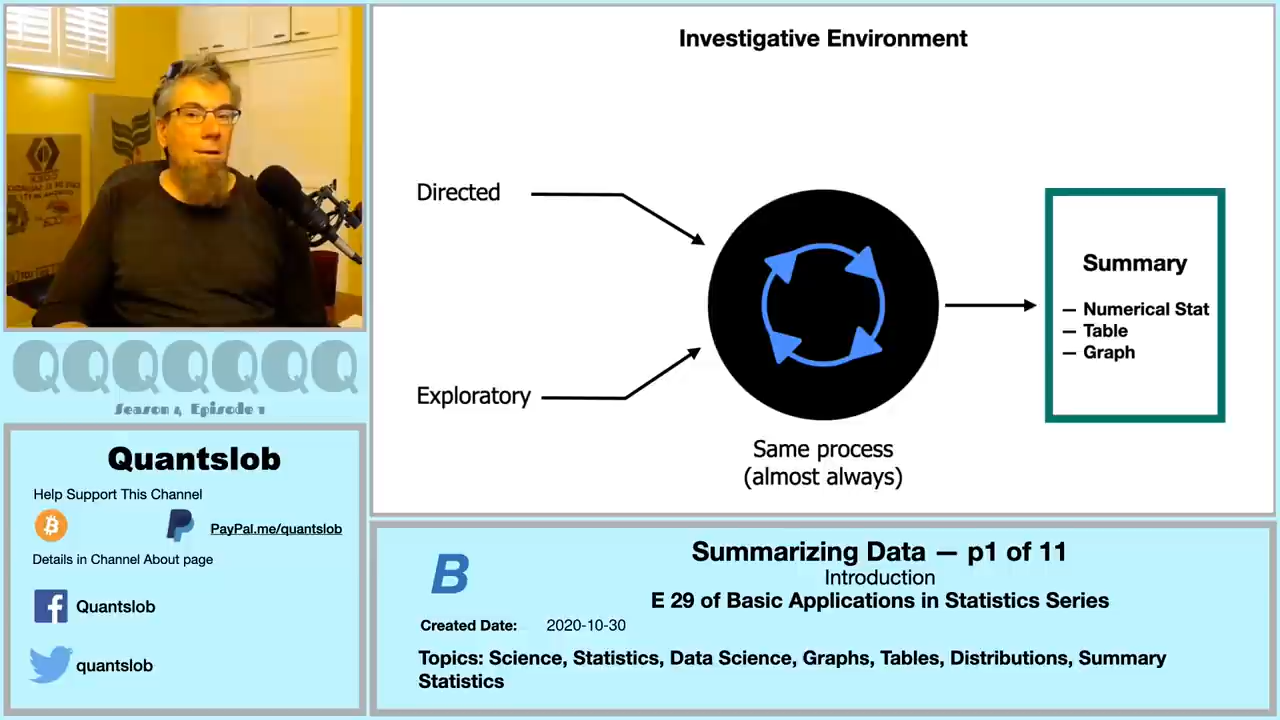 Investigative Environment
Directed
Exploratory
Same process
(almost always)
Summary
— Numerical Stat
— Table
— Graph
QQQQQQQ
Season 4 Episode 1
Quantslob
Help Support This Channel
PayPal.me/quantslob
Details in Channel About page
Quantslob
quantslob
B
Summarizing Data — p1 of 11
Introduction
E 29 of Basic Applications in Statistics Series
Created Date: 2020-10-30
Topics: Science, Statistics, Data Science, Graphs, Tables, Distributions, Summary
Statistics